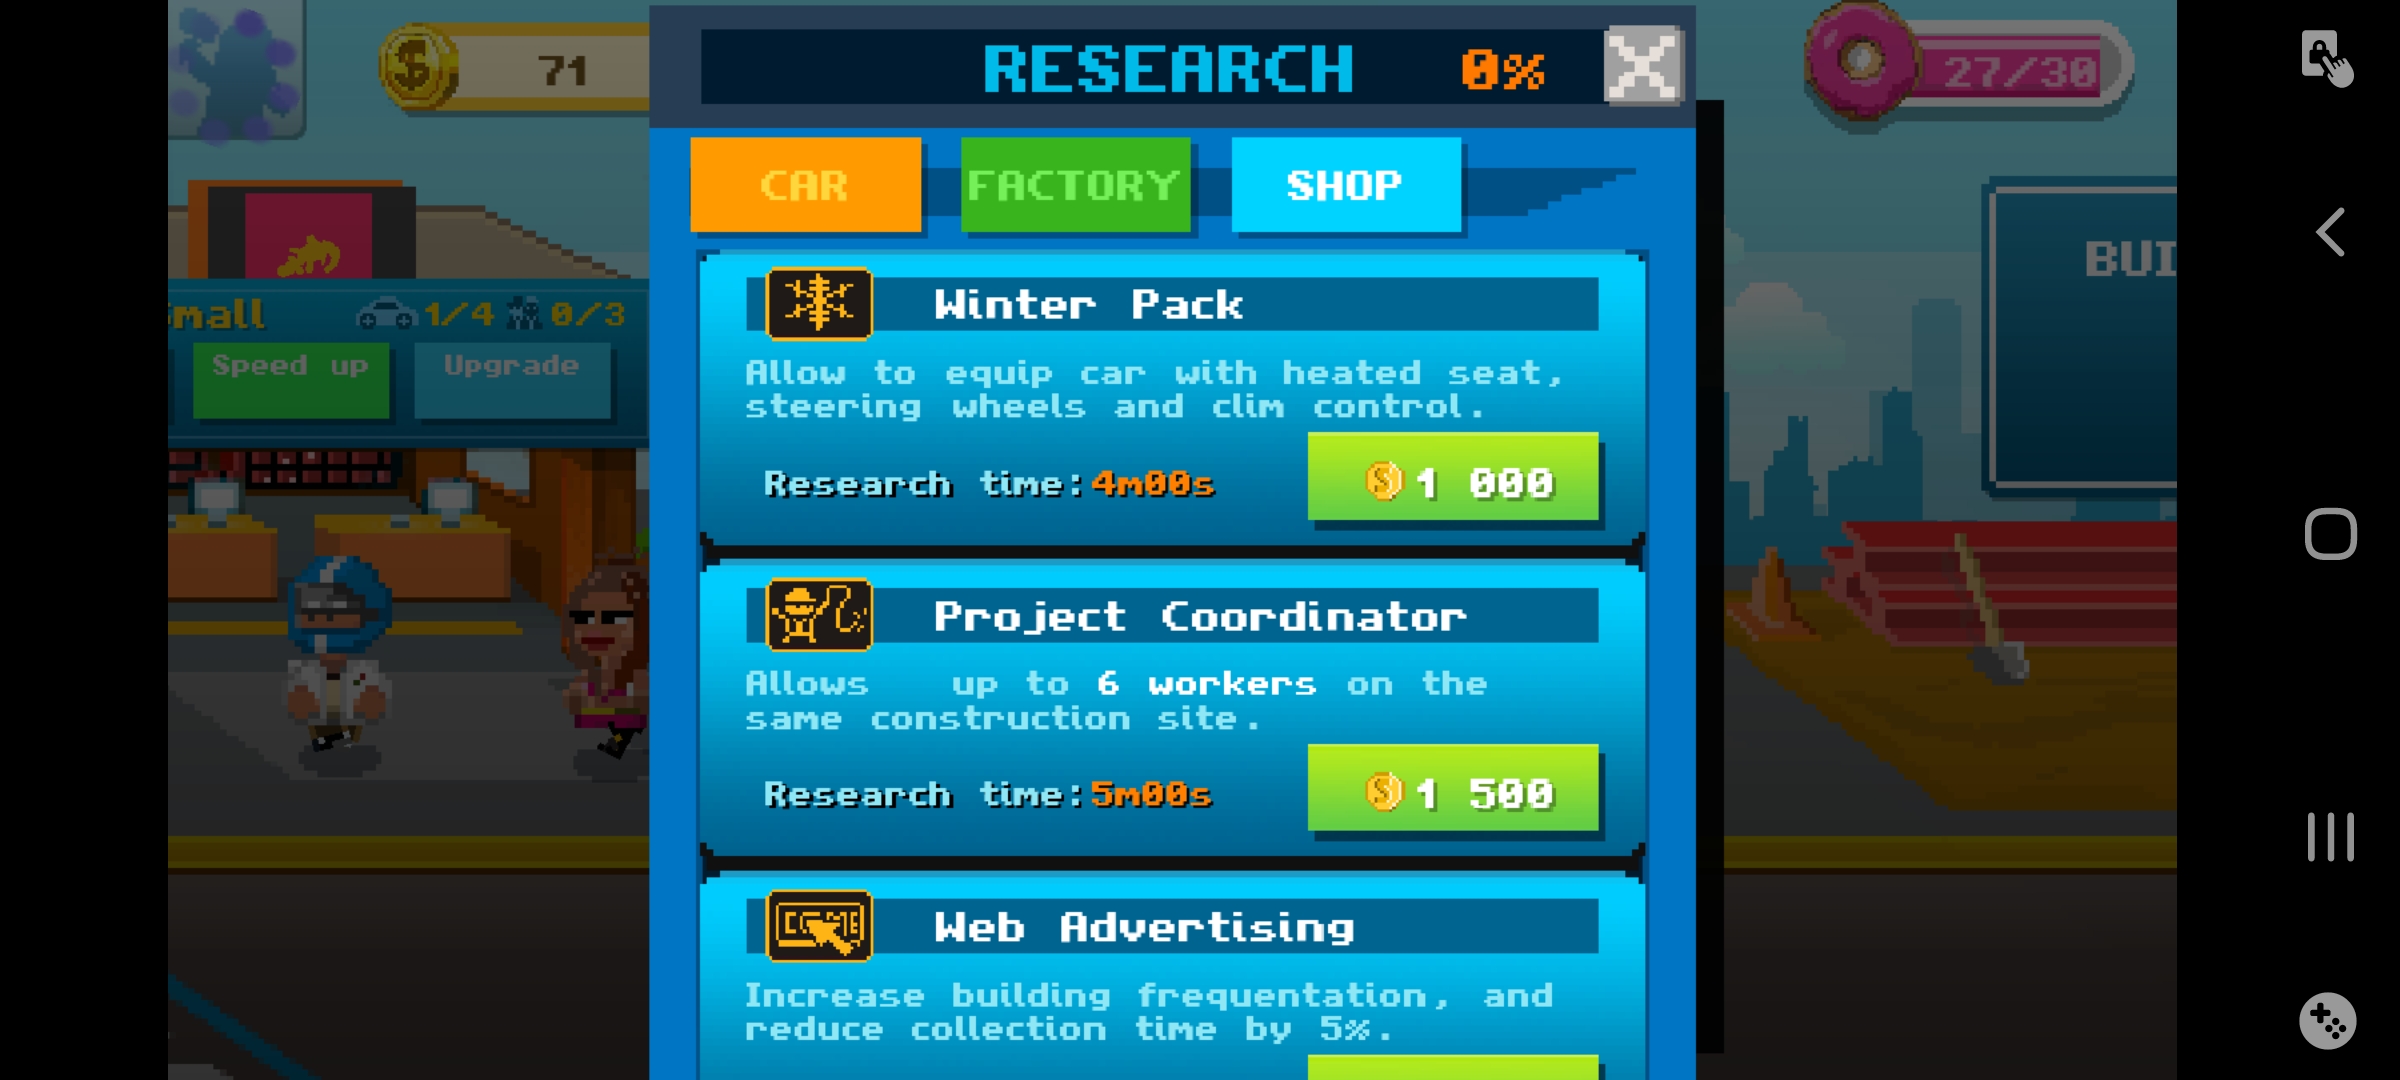 71
RESEARCH 0%
27/30
CAR FACTORY SHOP
Winter Pack
Allow to equip car with heated seat,
steering wheels and clim control.
Research time:4m00s
1 000
mall 1/4 0/3
Speed up Upgrade
BUI
Project Coordinator
Allows up to 6 workers on the
same construction site.
Research time:5m00s
1 500
Web Advertising
Increase building frequentation, and
reduce collection time by 5%.